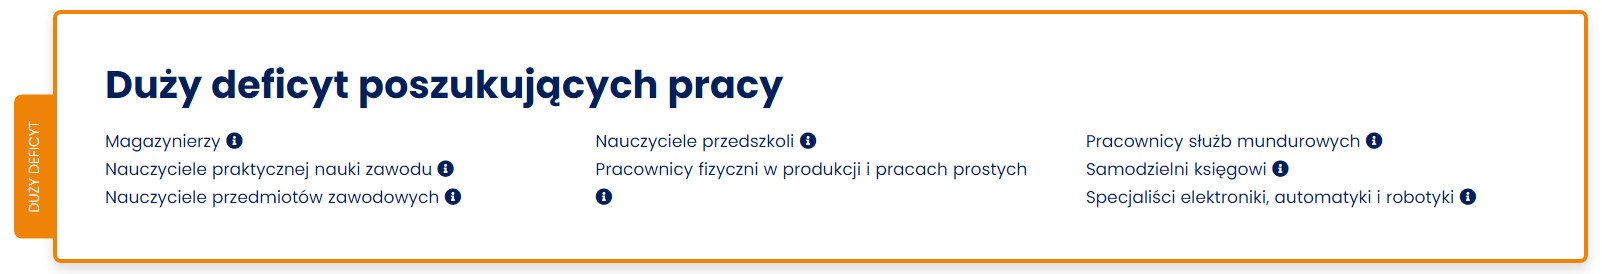 DUŻY DEFICYT
Duży deficyt poszukujących pracy
Magazynierzy
Nauczyciele praktycznej nauki zawodu
Nauczyciele przedmiotów zawodowych
Nauczyciele przedszkoli
Pracownicy fizyczni w produkcji i pracach prostych
Pracownicy służb mundurowych
Samodzielni księgowi
Specjaliści elektroniki, automatyki i robotyki